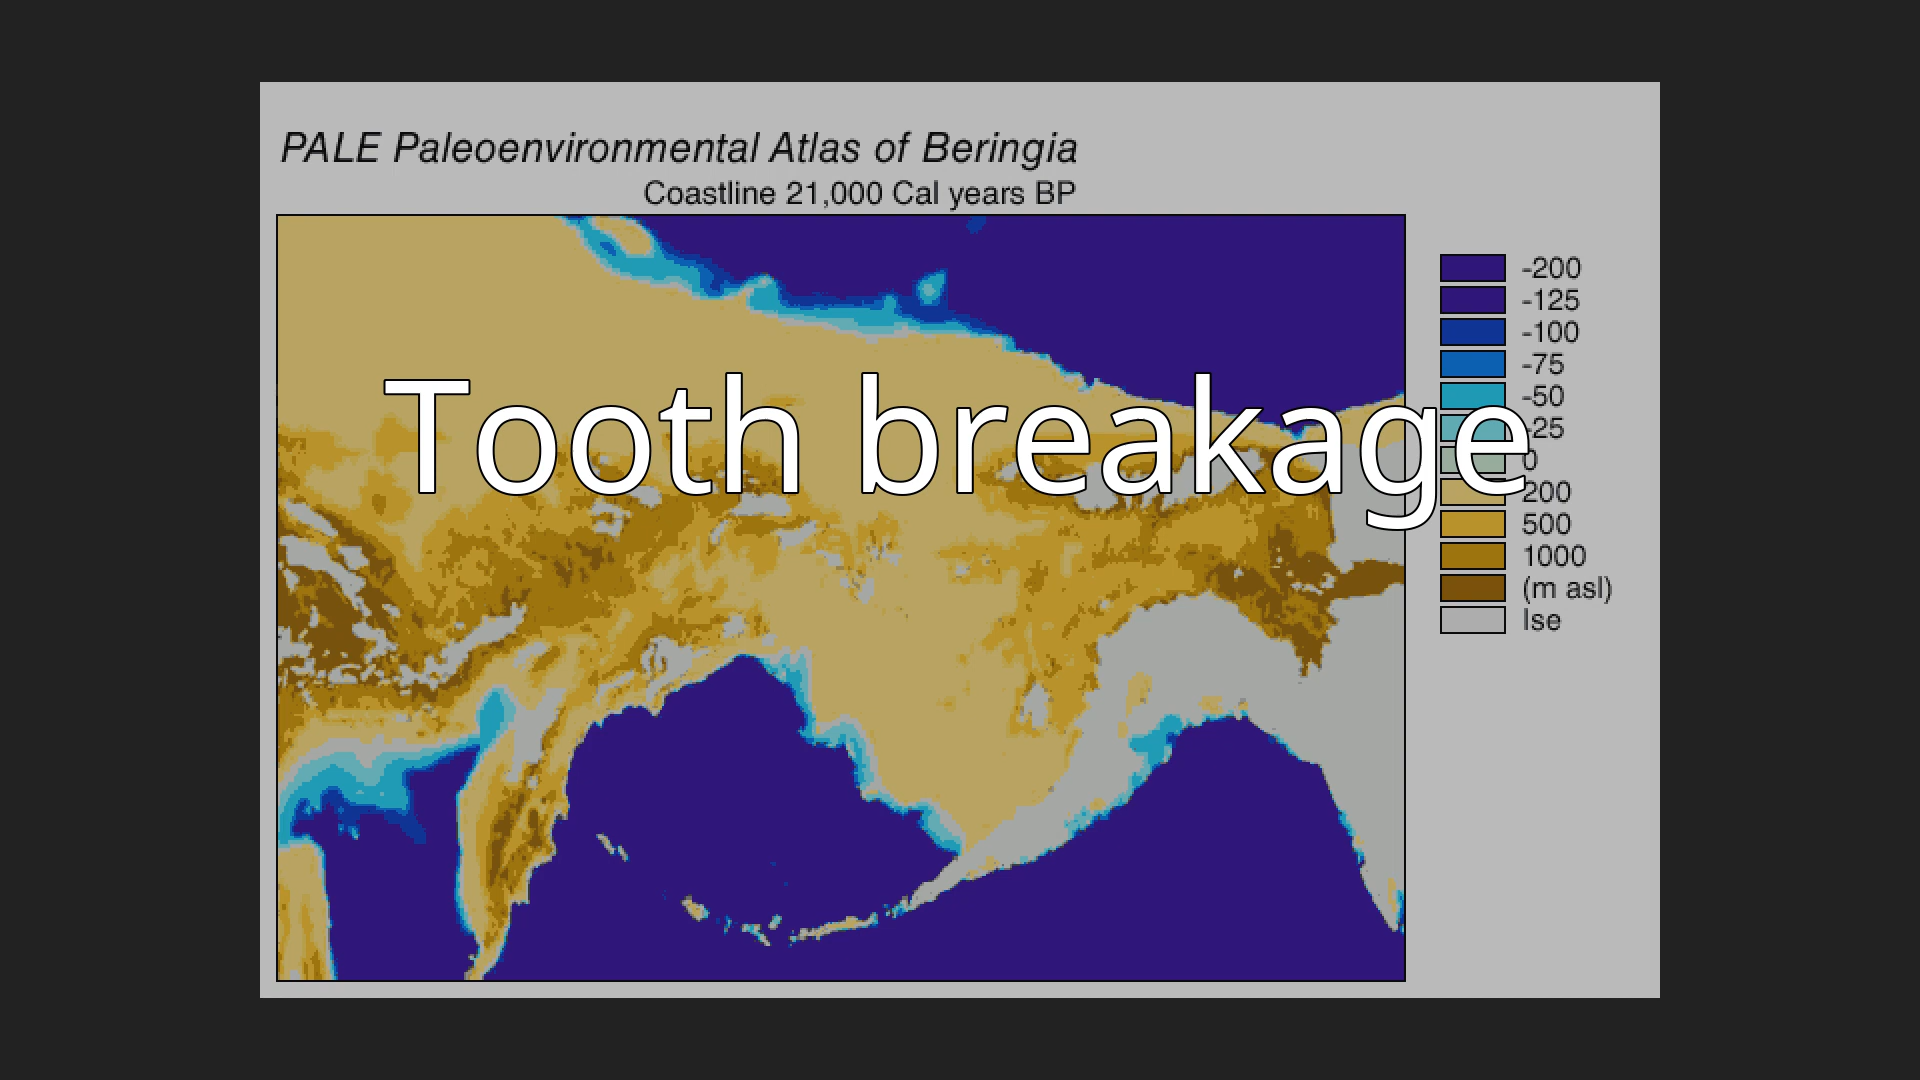 PALE Paleoenvironmental Atlas of Beringia
Coastline 21,000 Cal years BP
Tooth breakage
-200
-125
-100
-75
-50
-25
0
200
500
1000
(m asl)
Ise